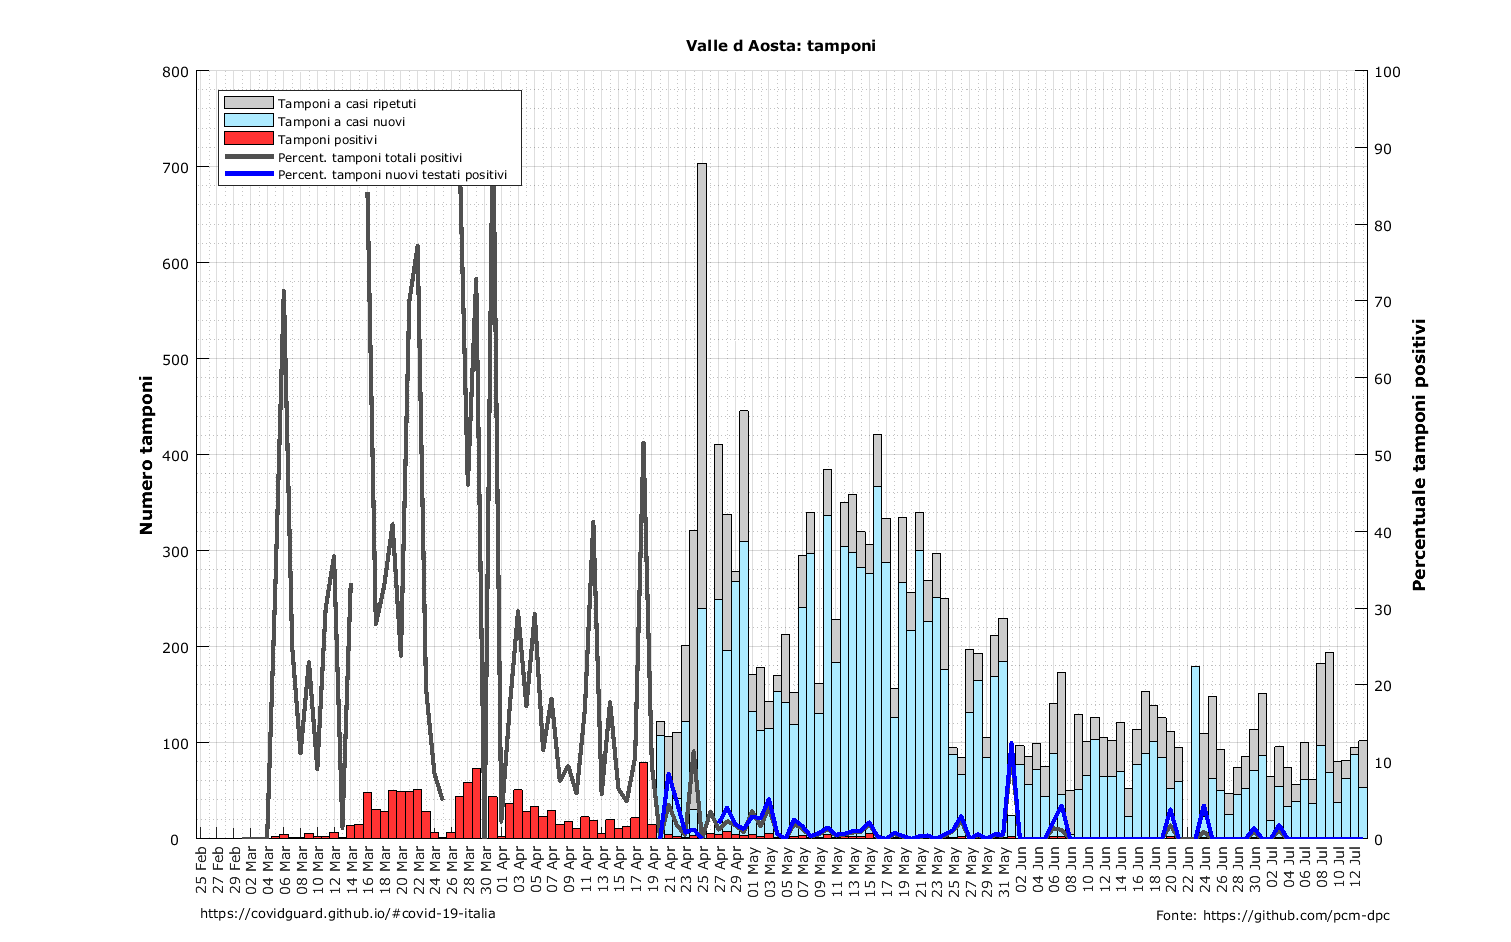 Valle d Aosta: tamponi
800
700
600
500
400
300
200
100
0
Numero tamponi
100
90
80
70
60
50
40
30
20
10
0
Percentuale tamponi positivi
Tamponi a casi ripetuti
Tamponi a casi nuovi
Tamponi positivi
Percent. tamponi totali positivi
Percent. tamponi nuovi testati positivi
25 Feb
27 Feb
29 Feb
02 Mar
04 Mar
06 Mar
08 Mar
10 Mar
12 Mar
14 Mar
16 Mar
18 Mar
20 Mar
22 Mar
24 Mar
26 Mar
28 Mar
30 Mar
01 Apr
03 Apr
05 Apr
07 Apr
09 Apr
11 Apr
13 Apr
15 Apr
17 Apr
19 Apr
21 Apr
23 Apr
25 Apr
27 Apr
29 Apr
01 May
03 May
05 May
07 May
09 May
11 May
13 May
15 May
17 May
19 May
21 May
23 May
25 May
27 May
29 May
31 May
02 Jun
04 Jun
06 Jun
08 Jun
10 Jun
12 Jun
14 Jun
16 Jun
18 Jun
20 Jun
22 Jun
24 Jun
26 Jun
28 Jun
30 Jun
02 Jul
04 Jul
06 Jul
08 Jul
10 Jul
12 Jul
https://covidguard.github.io/#covid-19-italia
Fonte: https://github.com/pcm-dpc